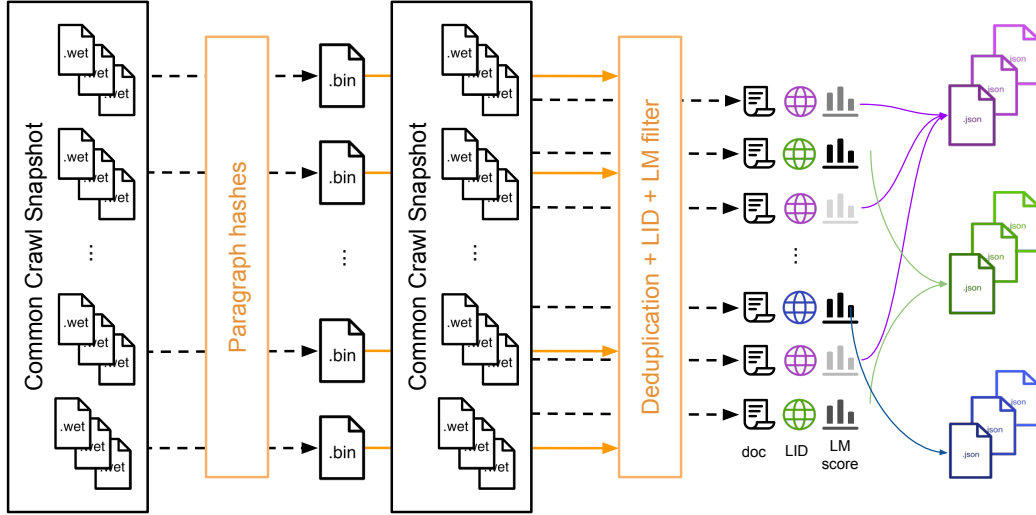 Common Crawl Snapshot
.wet
.wet
.wet
.wet
.wet
.wet
⋮
.wet
.wet
.wet
.wet
.wet
.wet
Paragraph hashes
.bin
.bin
⋮
.bin
.bin
Common Crawl Snapshot
.wet
.wet
.wet
.wet
.wet
.wet
⋮
.wet
.wet
.wet
.wet
.wet
.wet
Deduplication + LID + LM filter
⋮
doc
LID
LM
score
.json
.json
.json
.json
.json
.json
.json
.json
.json